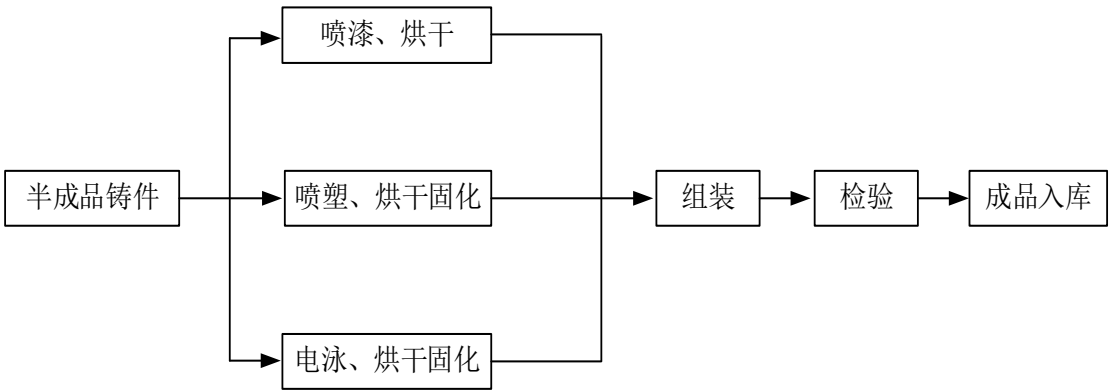 喷漆、烘干
半成品铸件
喷塑、烘干固化
组装
检验
成品入库
电泳、烘干固化